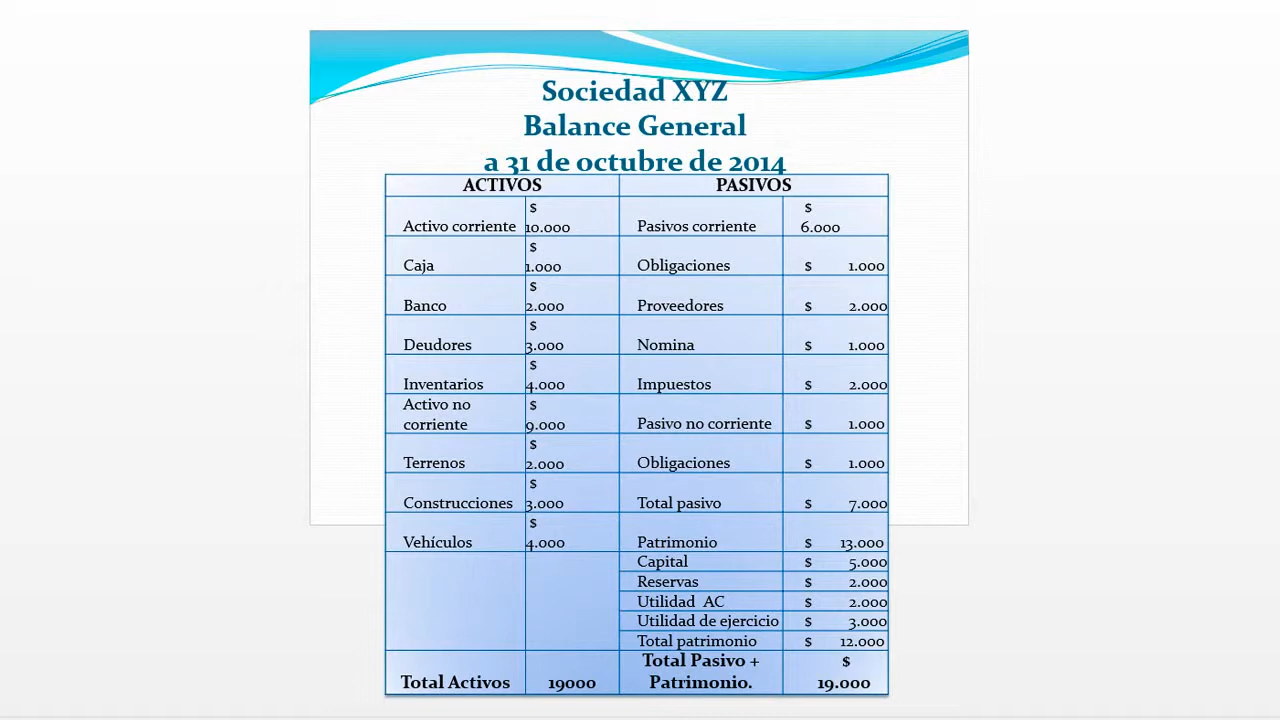 Sociedad XYZ
Balance General
a 31 de octubre de 2014
ACTIVOS PASIVOS
Activo corriente $ 10.000 Pasivos corriente $ 6.000
Caja $ 1.000 Obligaciones $ 1.000
Banco $ 2.000 Proveedores $ 2.000
Deudores $ 3.000 Nomina $ 1.000
Inventarios $ 4.000 Impuestos $ 2.000
Activo no corriente $ 9.000 Pasivo no corriente $ 1.000
Terrenos $ 2.000 Obligaciones $ 1.000
Construcciones $ 3.000 Total pasivo $ 7.000
Vehículos $ 4.000 Patrimonio $ 13.000
Capital $ 5.000
Reservas $ 2.000
Utilidad AC $ 2.000
Utilidad de ejercicio $ 3.000
Total patrimonio $ 12.000
Total Activos 19000 Total Pasivo + Patrimonio. $ 19.000